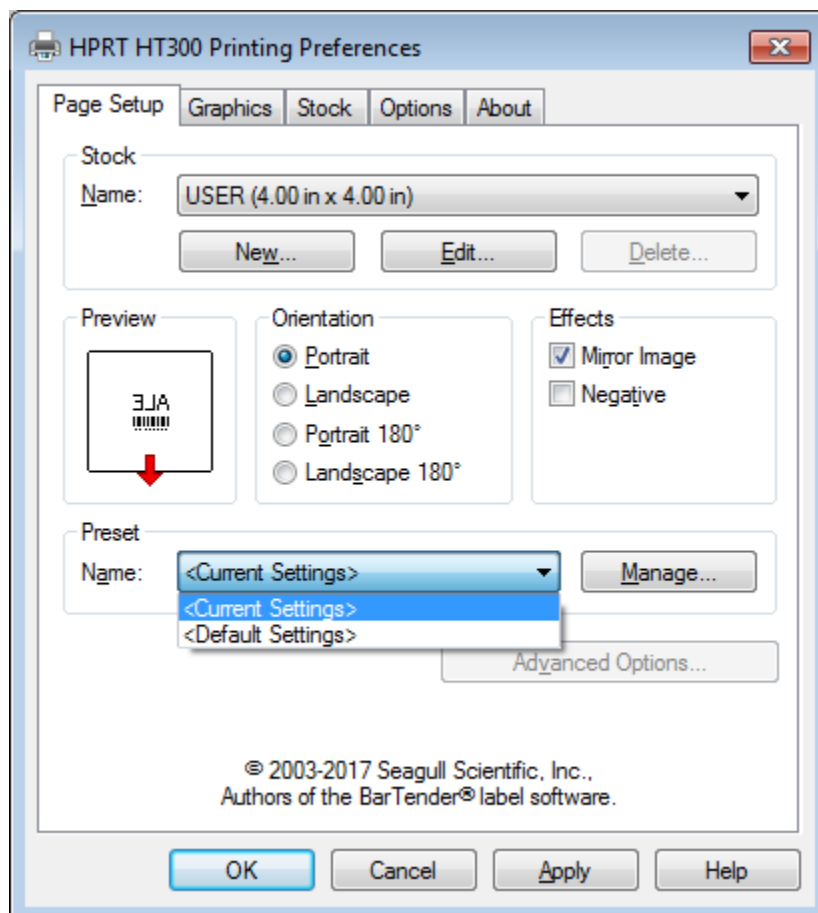 HPRT HT300 Printing Preferences
Page Setup Graphics Stock Options About
Stock
Name: USER (4.00 in x 4.00 in)
New... Edit... Delete...
Preview Orientation Effects
Portrait Mirror Image
Landscape Negative
Portrait 180°
Landscape 180°
ALE
Preset
Name: <Current Settings> Manage...
<Current Settings>
<Default Settings>
Advanced Options...
© 2003-2017 Seagull Scientific, Inc.,
Authors of the BarTender® label software.
OK Cancel Apply Help